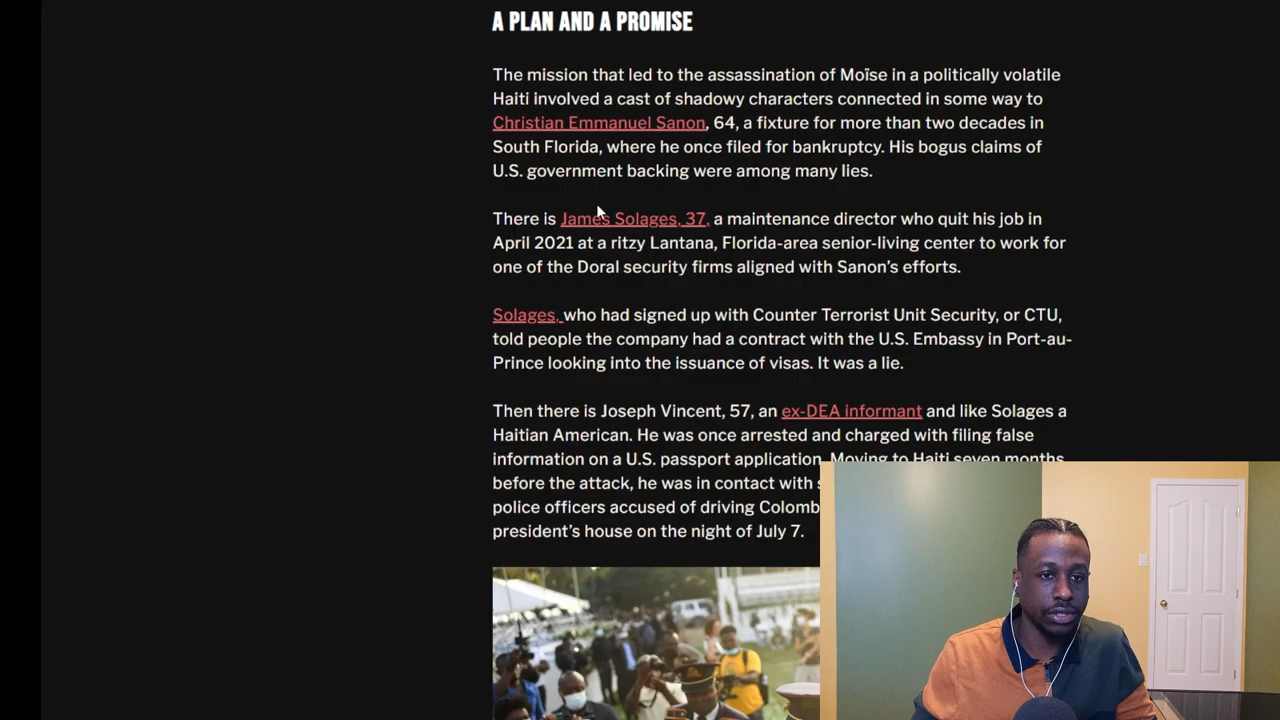 A PLAN AND A PROMISE
The mission that led to the assassination of Moïse in a politically volatile
Haiti involved a cast of shadowy characters connected in some way to
Christian Emmanuel Sanon, 64, a fixture for more than two decades in
South Florida, where he once filed for bankruptcy. His bogus claims of
U.S. government backing were among many lies.
There is James Solages, 37, a maintenance director who quit his job in
April 2021 at a ritzy Lantana, Florida-area senior-living center to work for
one of the Doral security firms aligned with Sanon’s efforts.
Solages, who had signed up with Counter Terrorist Unit Security, or CTU,
told people the company had a contract with the U.S. Embassy in Port-au-
Prince looking into the issuance of visas. It was a lie.
Then there is Joseph Vincent, 57, an ex-DEA informant and like Solages a
Haitian American. He was once arrested and charged with filing false
information on a U.S. passport application. Moving to Haiti seven months
before the attack, he was in contact with
police officers accused of driving Colomb
president’s house on the night of July 7.